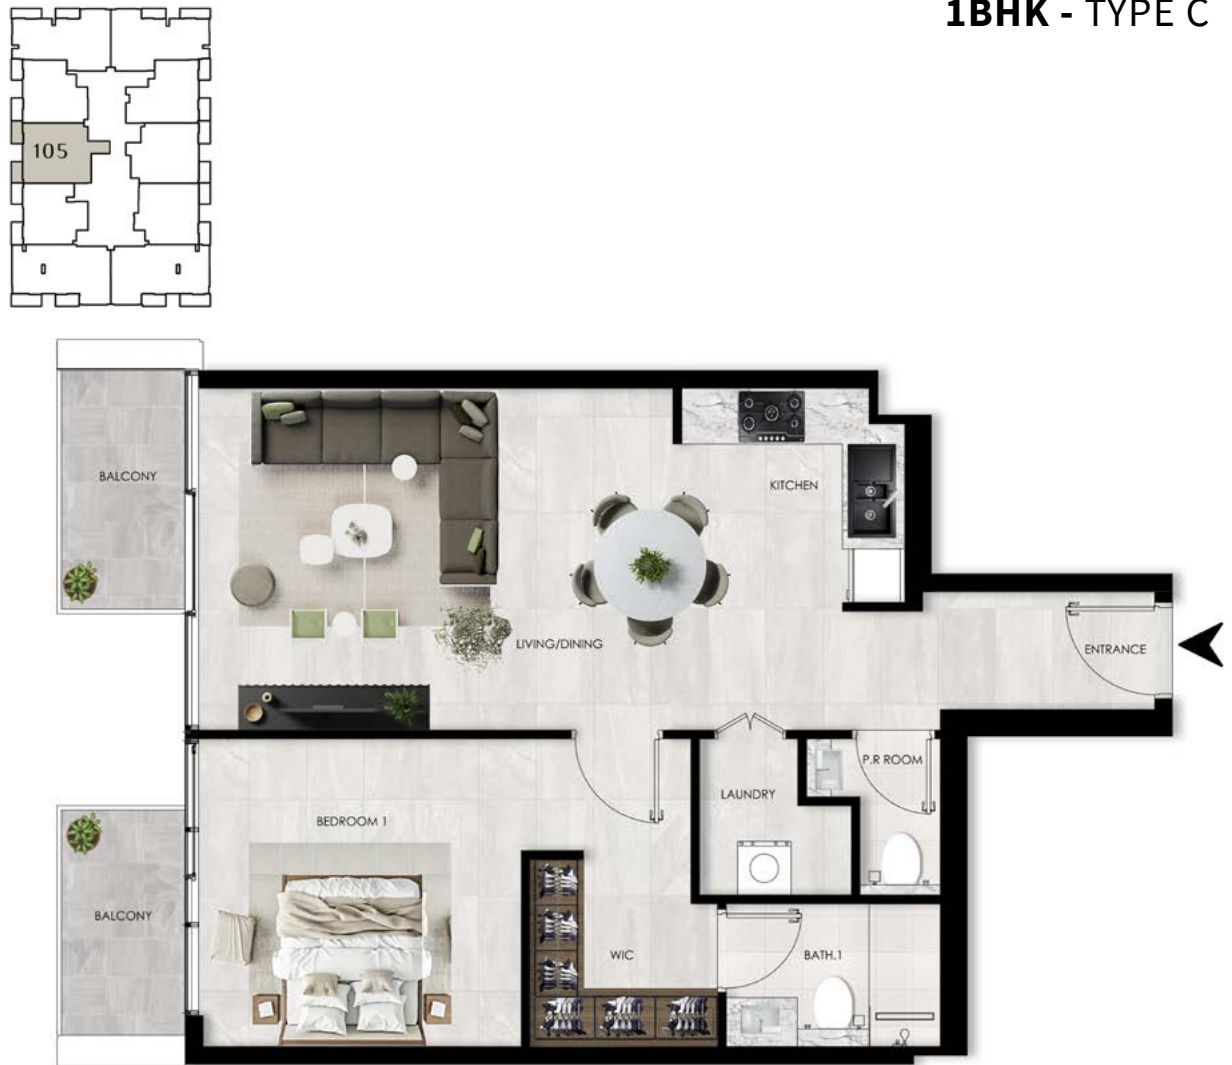 1BHK - TYPE C
105
BALCONY
KITCHEN
LIVING/DINING
ENTRANCE
P.R ROOM
LAUNDRY
BEDROOM 1
BALCONY
WIC
BATH.1